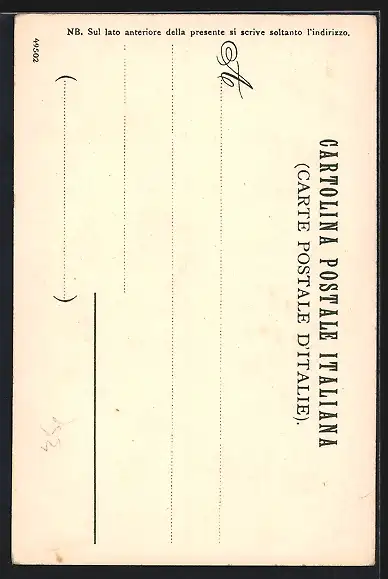 CARTOLINA POSTALE ITALIANA
(CARTE POSTALE D'ITALIE).
A
NB. Sul lato anteriore della presente si scrive soltanto l'indirizzo.
49502